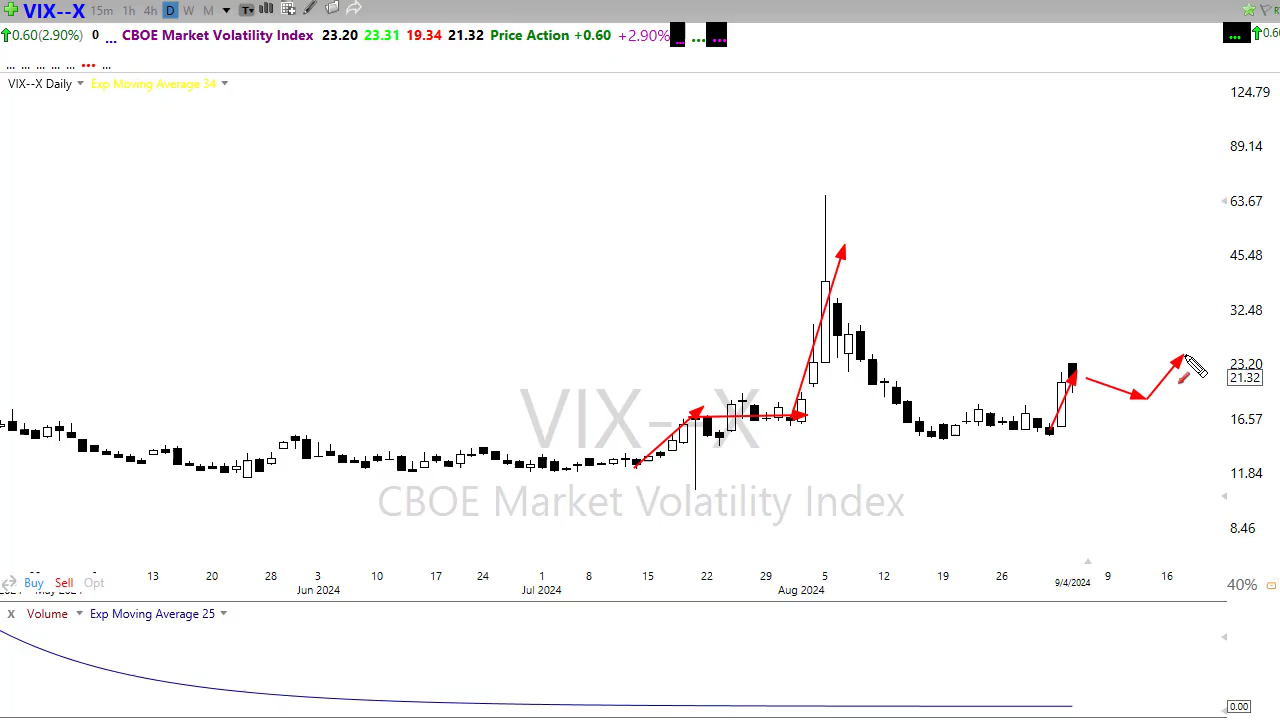 VIX--X 15m 1h 4h D W M
0.60(2.90%) 0 ... CBOE Market Volatility Index 23.20 23.31 19.34 21.32 Price Action +0.60 +2.90% ... ... ... ... 0.60
... ... ... ... ... ... ...
VIX--X Daily Exp Moving Average 34
124.79
89.14
63.67
45.48
32.48
23.20
21.32
16.57
11.84
8.46
VIX--X
CBOE Market Volatility Index
13 20 28 3 10 17 24 1 8 15 22 29 5 12 19 26 9/4/2024 9 16
Buy Sell Opt
Jun 2024 Jul 2024 Aug 2024
40%
X Volume Exp Moving Average 25
0.00